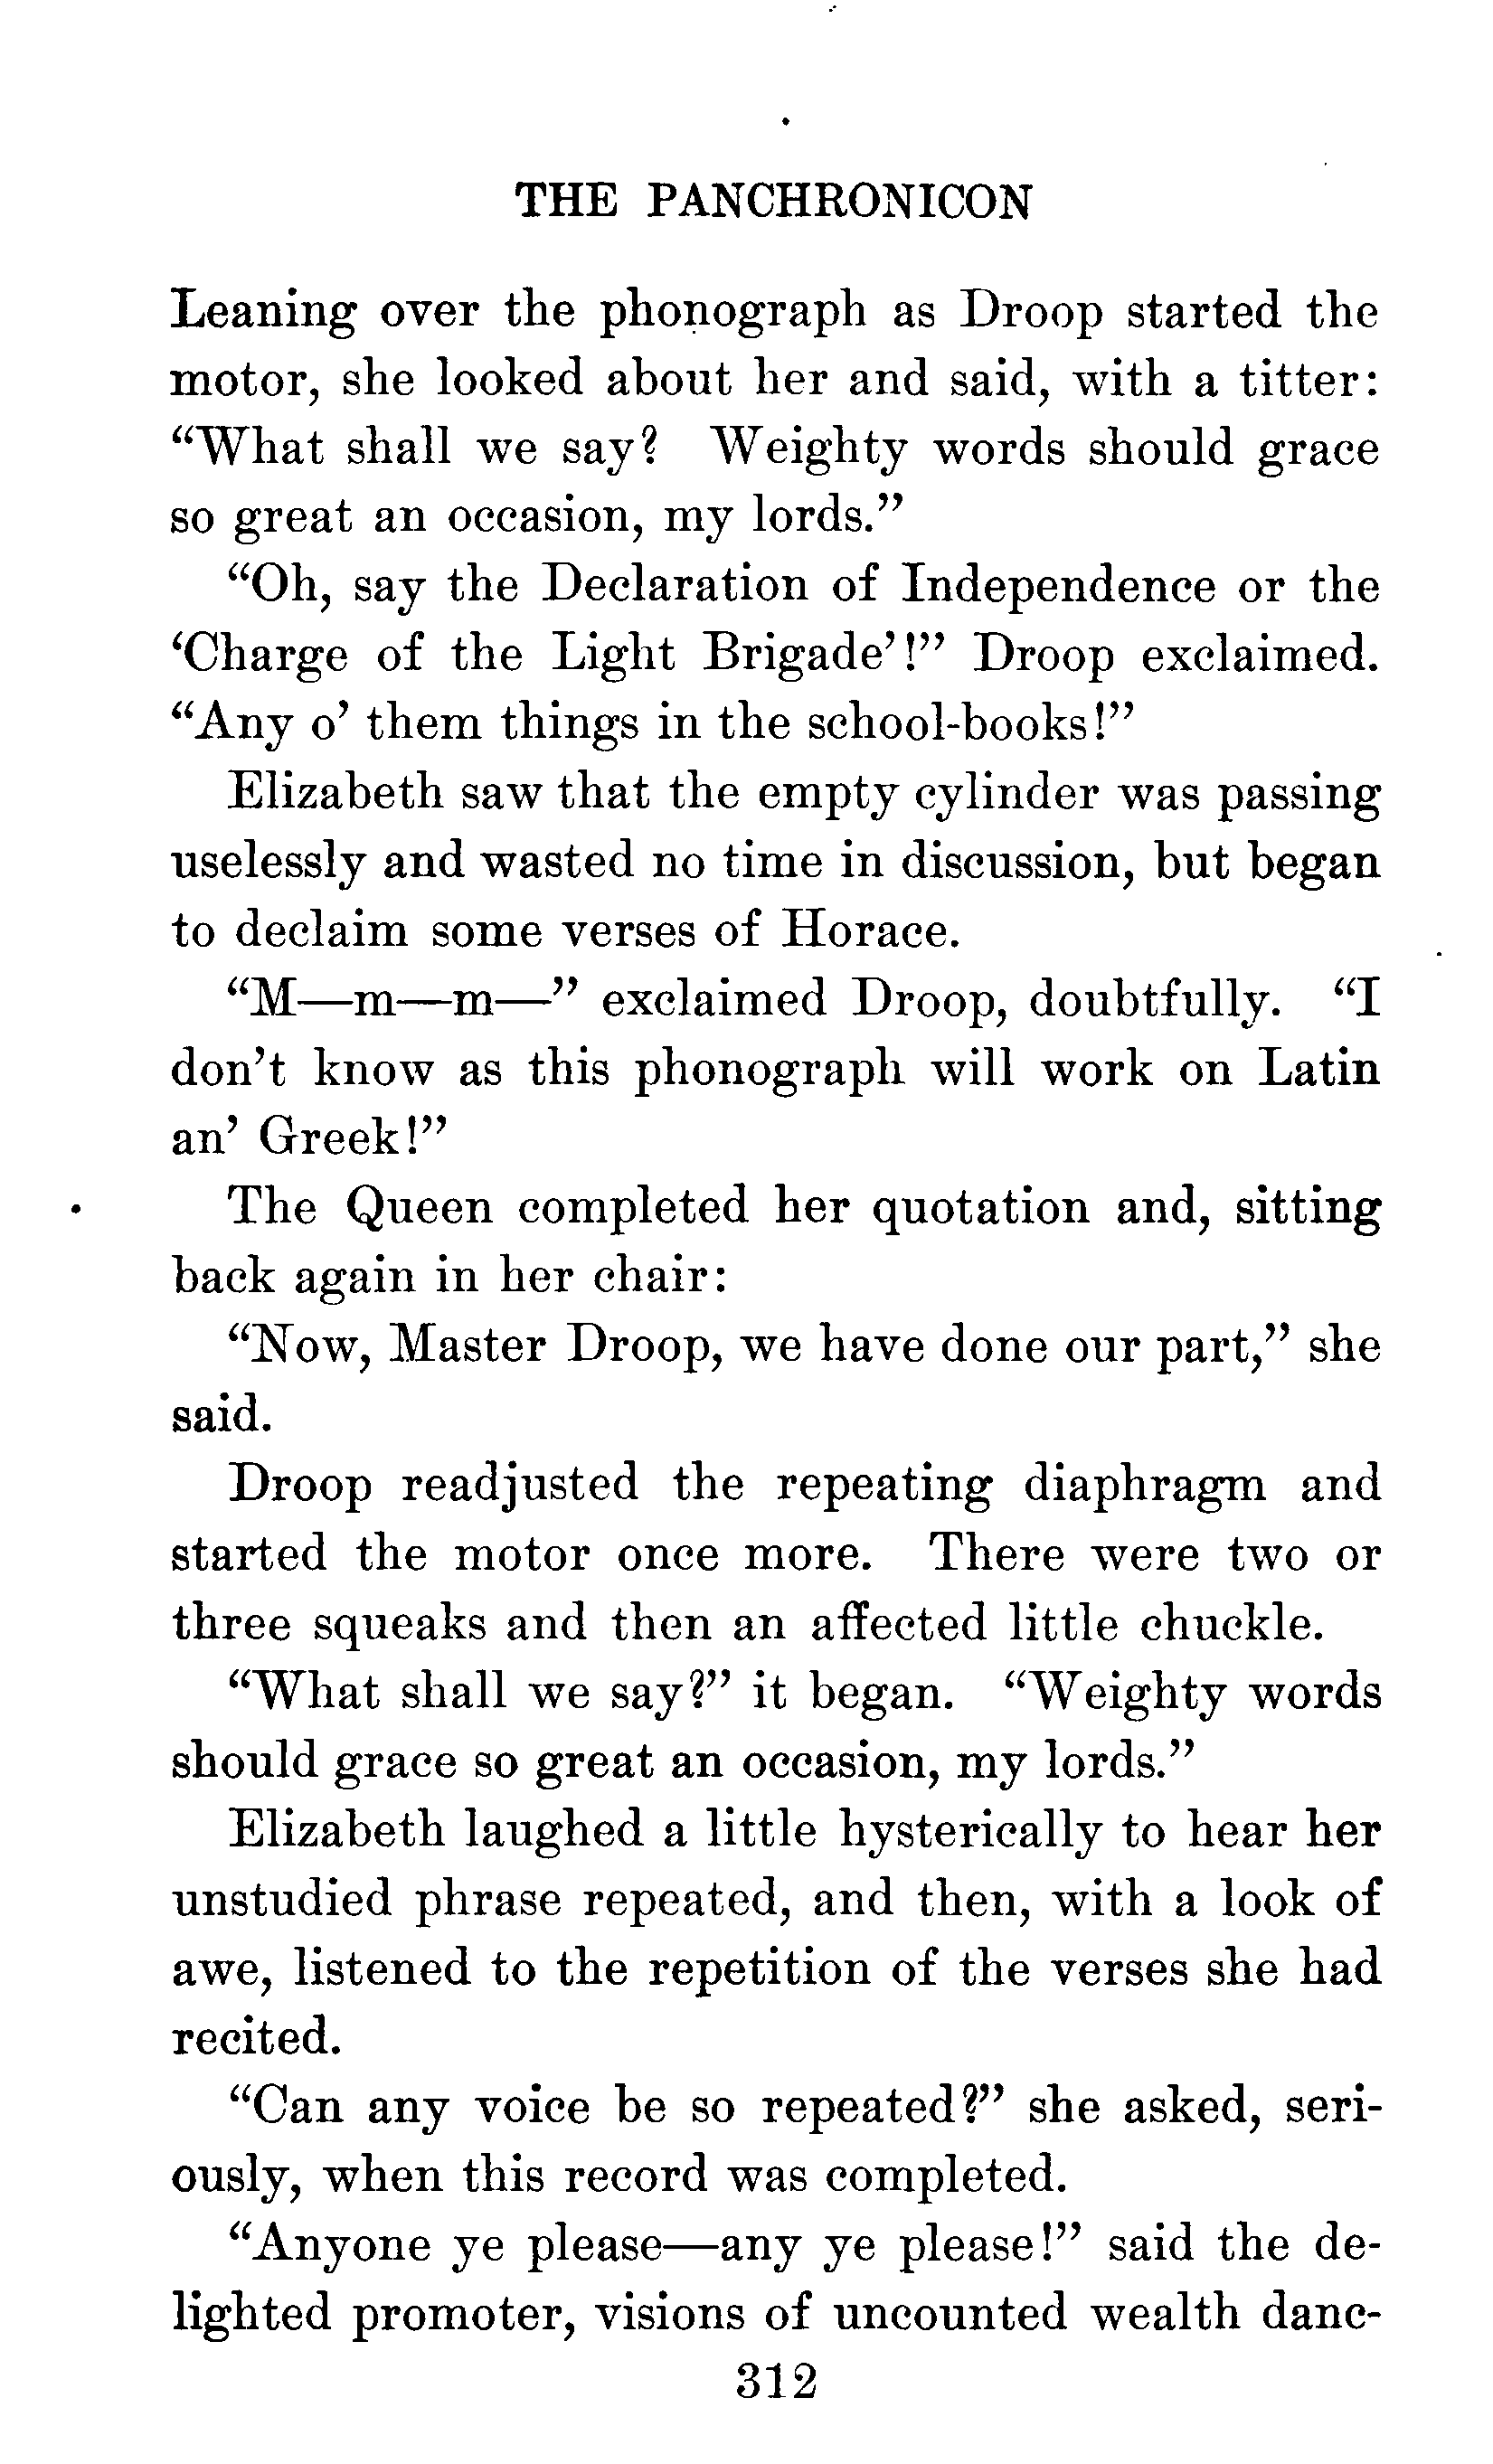 THE PANCHRONICON
Leaning over the phonograph as Droop started the
motor, she looked about her and said, with a titter:
“What shall we say? Weighty words should grace
so great an occasion, my lords.”
“Oh, say the Declaration of Independence or the
‘Charge of the Light Brigade’!” Droop exclaimed.
“Any o’ them things in the school-books!”
Elizabeth saw that the empty cylinder was passing
uselessly and wasted no time in discussion, but began
to declaim some verses of Horace.
“M—m—m—” exclaimed Droop, doubtfully. “I
don’t know as this phonograph will work on Latin
an’ Greek!”
The Queen completed her quotation and, sitting
back again in her chair:
“Now, Master Droop, we have done our part,” she
said.
Droop readjusted the repeating diaphragm and
started the motor once more. There were two or
three squeaks and then an affected little chuckle.
“What shall we say?” it began. “Weighty words
should grace so great an occasion, my lords.”
Elizabeth laughed a little hysterically to hear her
unstudied phrase repeated, and then, with a look of
awe, listened to the repetition of the verses she had
recited.
“Can any voice be so repeated?” she asked, seri-
ously, when this record was completed.
“Anyone ye please—any ye please!” said the de-
lighted promoter, visions of uncounted wealth danc-
312